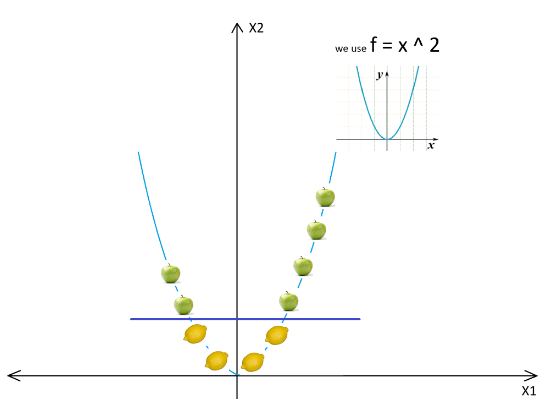 X2
we use f = x ^ 2
y
x
X1